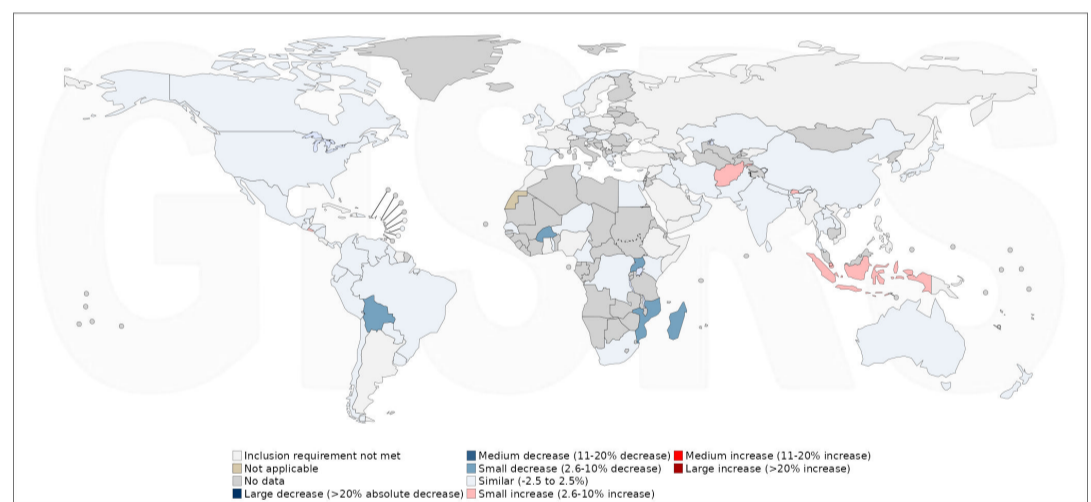 GISRS
Inclusion requirement not met
Not applicable
No data
Large decrease (>20% absolute decrease)
Medium decrease (11-20% decrease)
Small decrease (2.6-10% decrease)
Similar (-2.5 to 2.5%)
Small increase (2.6-10% increase)
Medium increase (11-20% increase)
Large increase (>20% increase)